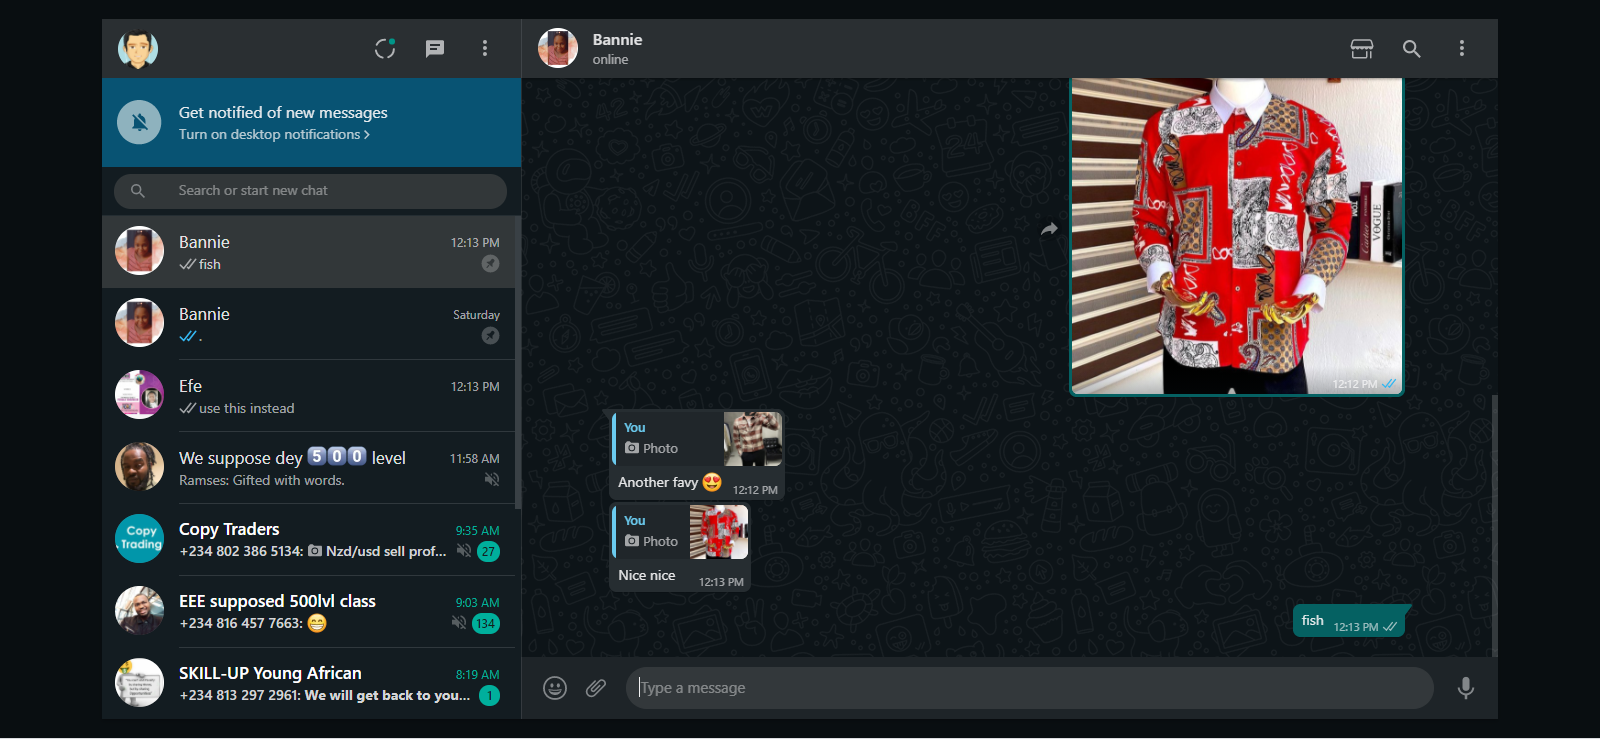 Get notified of new messages
Turn on desktop notifications >
Search or start new chat
Bannie
12:13 PM
fish
Bannie
Saturday
.
Efe
12:13 PM
use this instead
We suppose dey 500 level
11:58 AM
Ramses: Gifted with words.
Copy Trading
Copy Traders
9:35 AM
+234 802 386 5134: Nzd/usd sell prof...
27
EEE supposed 500lvl class
9:03 AM
+234 816 457 7663: 😁
134
SKILL-UP Young African
8:19 AM
+234 813 297 2961: We will get back to you...
1
Bannie
online
VOGUE
12:12 PM
You
Photo
Another favy 😍
12:12 PM
You
Photo
Nice nice
12:13 PM
fish
12:13 PM
Type a message